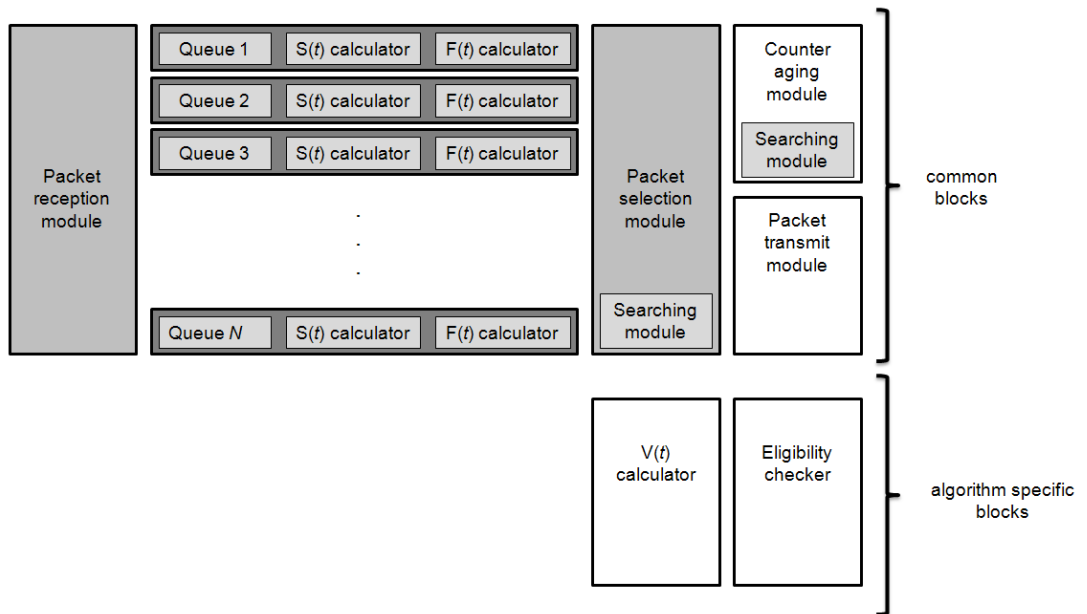 Packet
reception
module
Queue 1
S(t) calculator
F(t) calculator
Queue 2
S(t) calculator
F(t) calculator
Queue 3
S(t) calculator
F(t) calculator
.
.
.
Queue N
S(t) calculator
F(t) calculator
Packet
selection
module
Searching
module
Counter
aging
module
Searching
module
Packet
transmit
module
common
blocks
V(t)
calculator
Eligibility
checker
algorithm specific
blocks